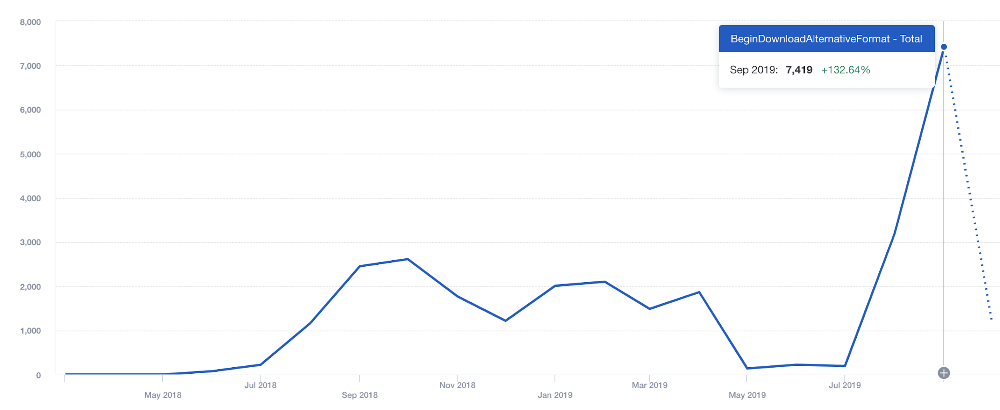 8,000
7,000
6,000
5,000
4,000
3,000
2,000
1,000
0
BeginDownloadAlternativeFormat - Total
Sep 2019: 7,419 +132.64%
May 2018
Jul 2018
Sep 2018
Nov 2018
Jan 2019
Mar 2019
May 2019
Jul 2019